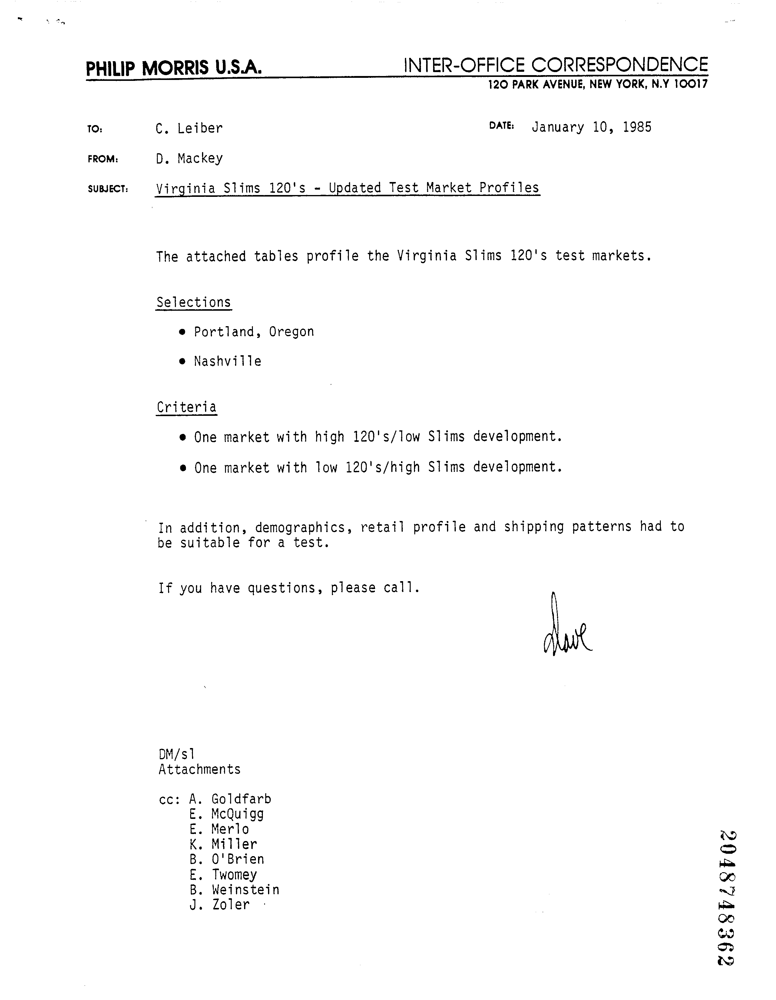 PHILIP MORRIS U.S.A. INTER-OFFICE CORRESPONDENCE
120 PARK AVENUE, NEW YORK, N.Y 10017
TO: C. Leiber DATE: January 10, 1985
FROM: D. Mackey
SUBJECT: Virginia Slims 120's - Updated Test Market Profiles
The attached tables profile the Virginia Slims 120's test markets.
Selections
• Portland, Oregon
• Nashville
Criteria
• One market with high 120's/low Slims development.
• One market with low 120's/high Slims development.
In addition, demographics, retail profile and shipping patterns had to
be suitable for a test.
If you have questions, please call.
Dave
DM/sl
Attachments
cc: A. Goldfarb
E. McQuigg
E. Merlo
K. Miller
B. O'Brien
E. Twomey
B. Weinstein
J. Zoler
2048748362